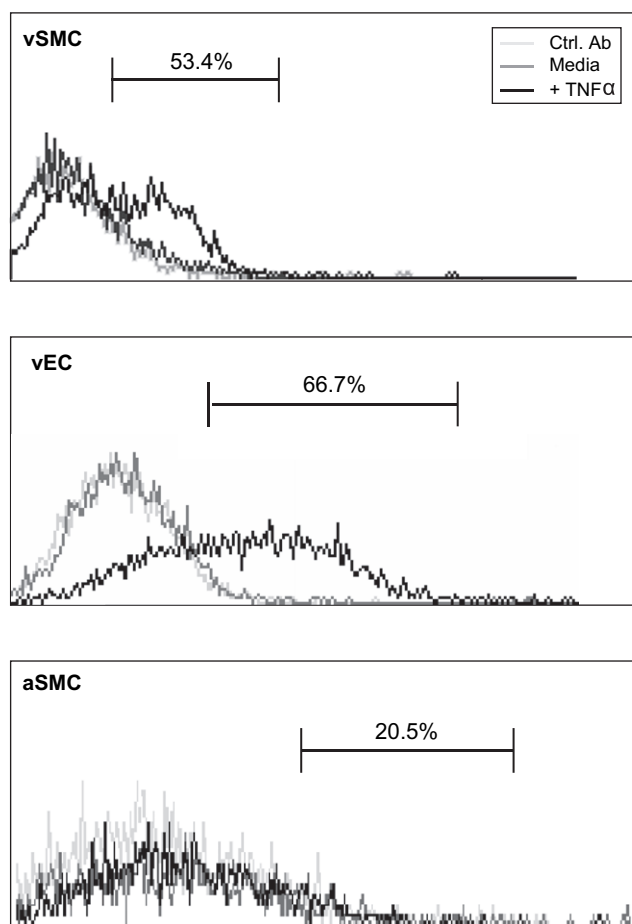 vSMC
53.4%
Ctrl. Ab
Media
+ TNFα
vEC
66.7%
aSMC
20.5%